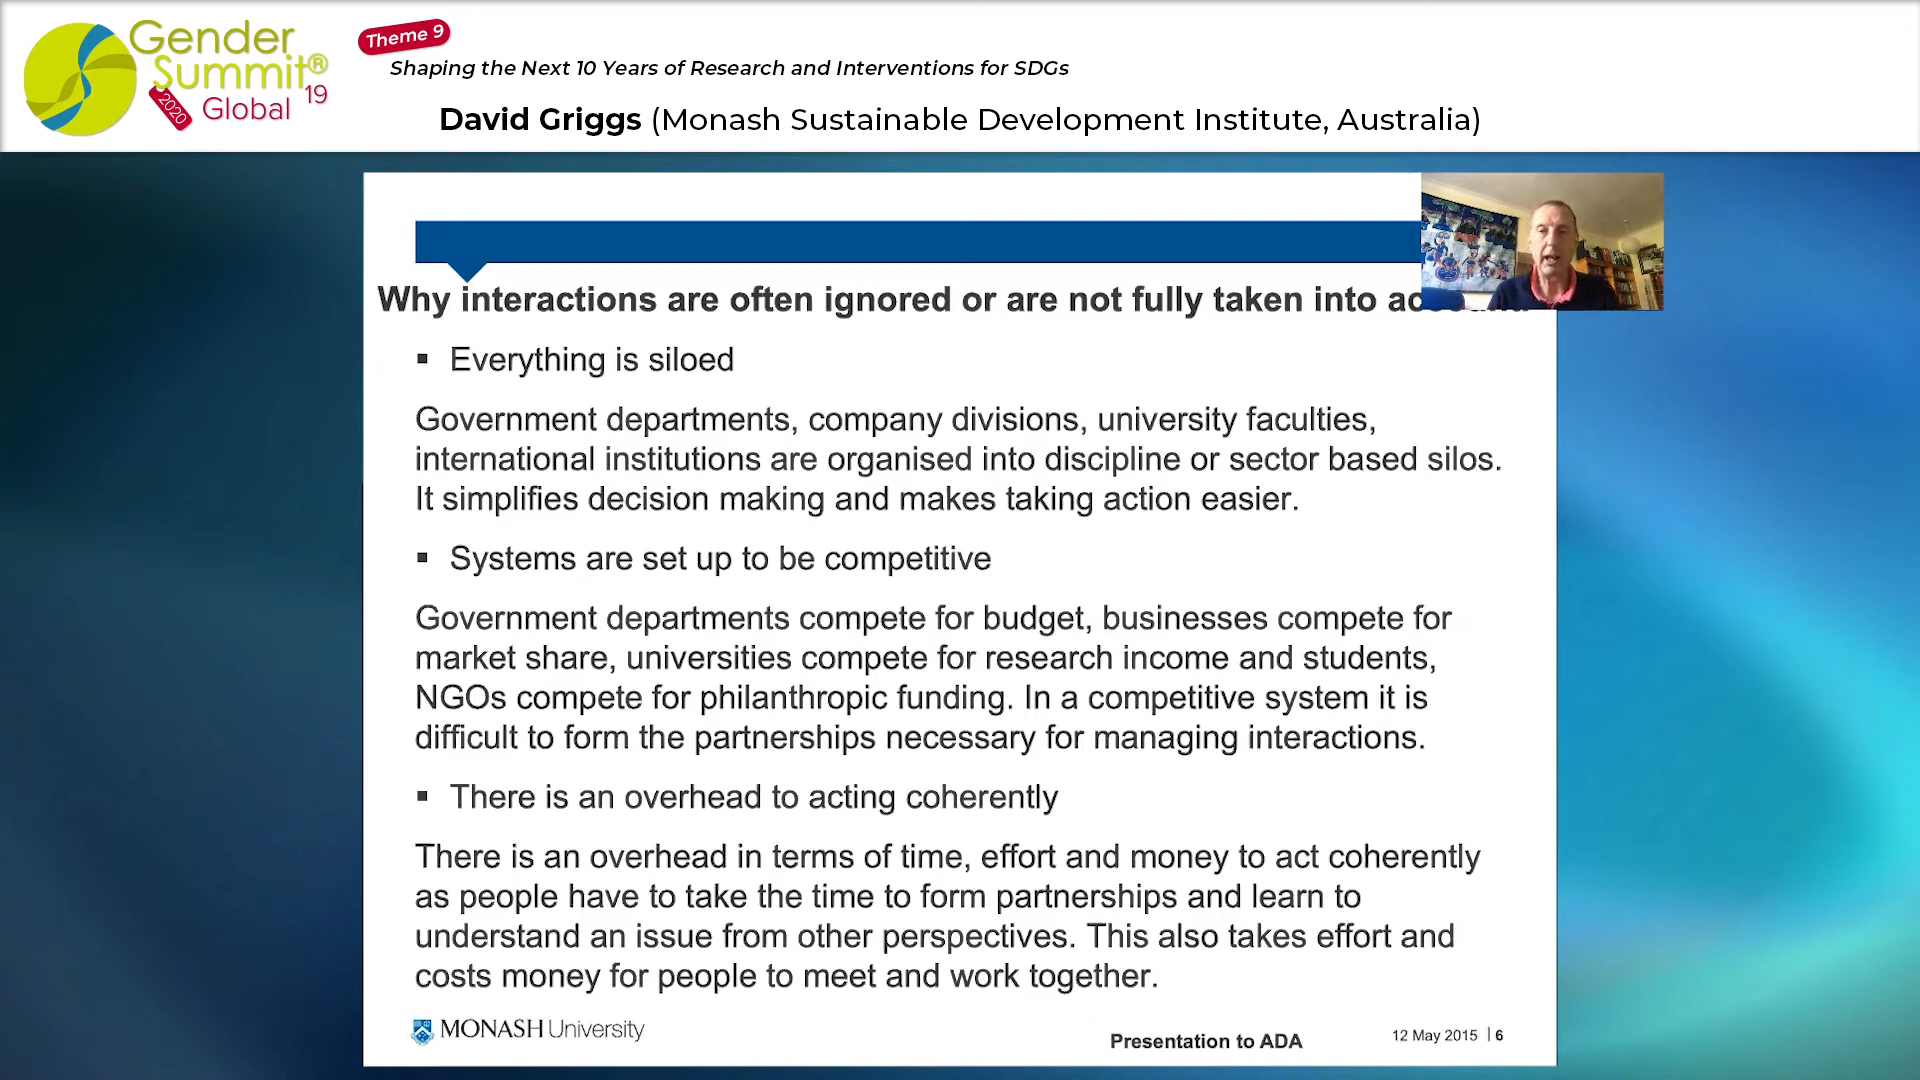 Gender
Summit®
2020 Global 19
Theme 9
Shaping the Next 10 Years of Research and Interventions for SDGs
David Griggs (Monash Sustainable Development Institute, Australia)
Why interactions are often ignored or are not fully taken into
▪ Everything is siloed
Government departments, company divisions, university faculties,
international institutions are organised into discipline or sector based silos.
It simplifies decision making and makes taking action easier.
▪ Systems are set up to be competitive
Government departments compete for budget, businesses compete for
market share, universities compete for research income and students,
NGOs compete for philanthropic funding. In a competitive system it is
difficult to form the partnerships necessary for managing interactions.
▪ There is an overhead to acting coherently
There is an overhead in terms of time, effort and money to act coherently
as people have to take the time to form partnerships and learn to
understand an issue from other perspectives. This also takes effort and
costs money for people to meet and work together.
MONASH University
Presentation to ADA
12 May 2015 | 6